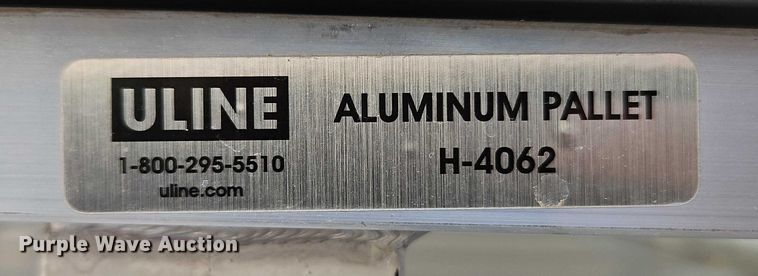 ULINE
1-800-295-5510
uline.com
ALUMINUM PALLET
H-4062
Purple Wave Auction